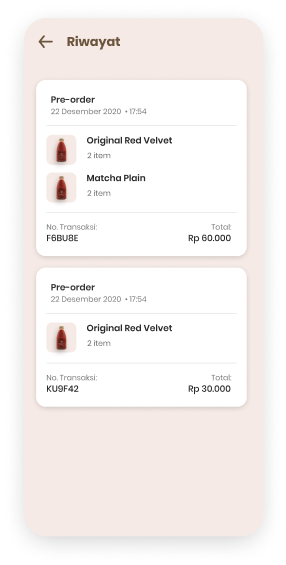 Riwayat
Pre-order
22 Desember 2020 • 17:54
Original Red Velvet
2 item
Matcha Plain
2 item
No. Transaksi: Total:
F6BU8E Rp 60.000
Pre-order
22 Desember 2020 • 17:54
Original Red Velvet
2 item
No. Transaksi: Total:
KU9F42 Rp 30.000